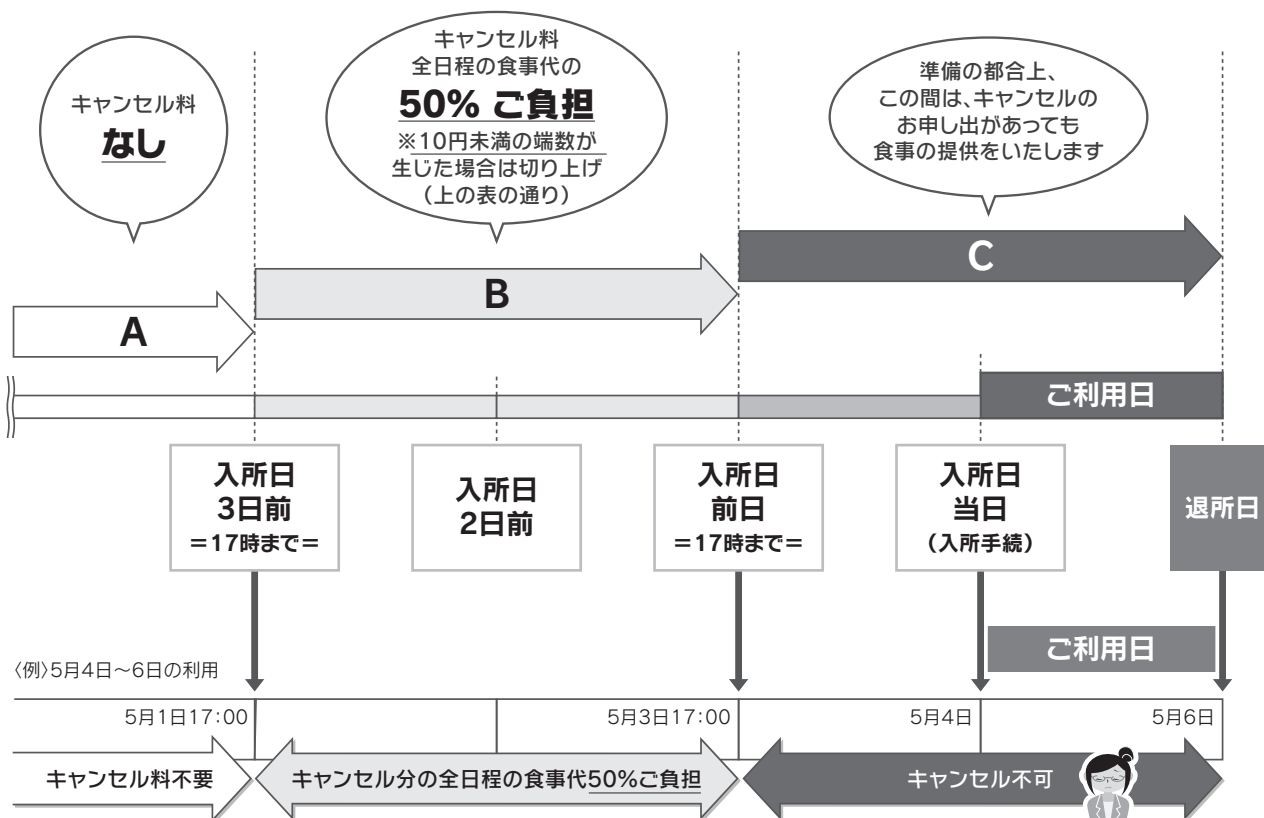 キャンセル料
なし
キャンセル料
全日程の食事代の
50% ご負担
※10円未満の端数が
生じた場合は切り上げ
（上の表の通り）
準備の都合上、
この間は、キャンセルの
お申し出があっても
食事の提供をいたします
A
B
C
ご利用日
入所日
3日前
＝17時まで＝
入所日
2日前
入所日
前日
＝17時まで＝
入所日
当日
（入所手続）
退所日
ご利用日
〈例〉5月4日～6日の利用
5月1日17：00
5月3日17：00
5月4日
5月6日
キャンセル料不要
キャンセル分の全日程の食事代50%ご負担
キャンセル不可